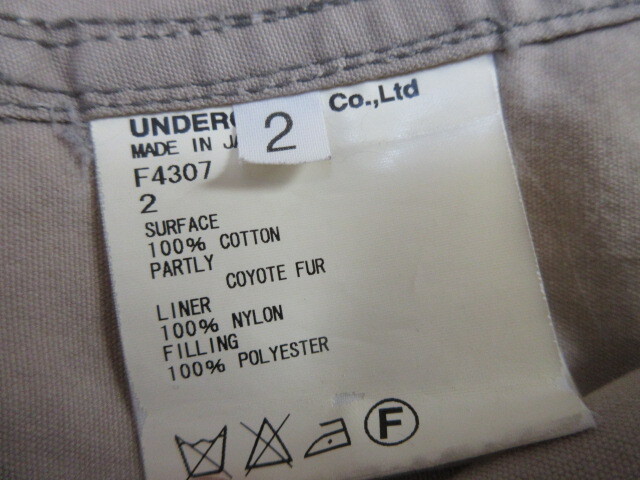 UNDER Co.,Ltd
2
MADE IN JA
F4307
2
SURFACE
100% COTTON
PARTLY
COYOTE FUR
LINER
100% NYLON
FILLING
100% POLYESTER
F